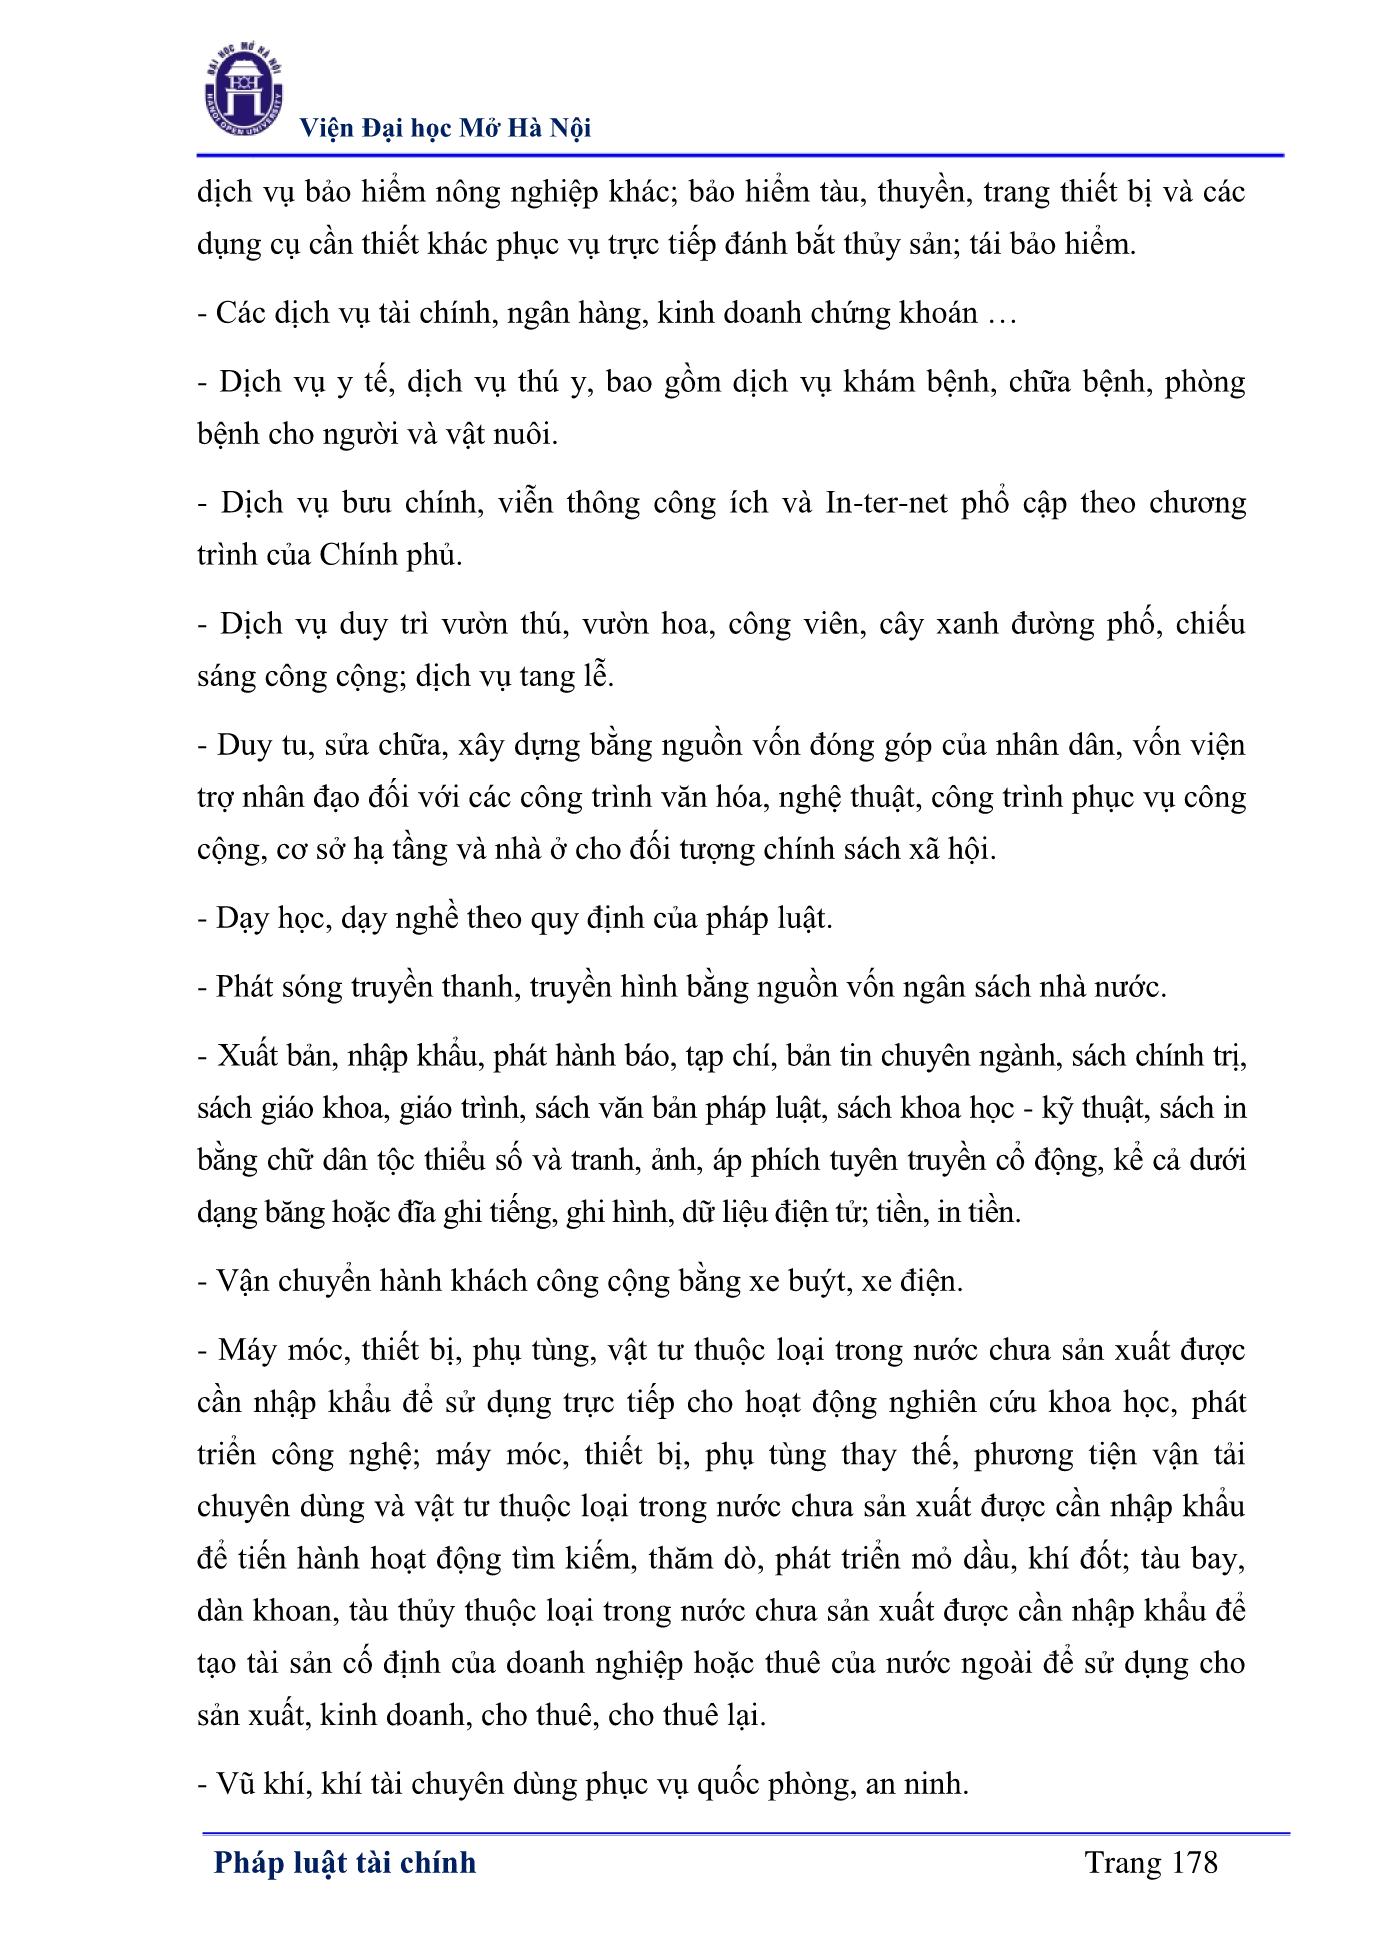 ĐẠI HỌC MỞ HÀ NỘI
HANOI OPEN UNIVERSITY
Viện Đại học Mở Hà Nội
dịch vụ bảo hiểm nông nghiệp khác; bảo hiểm tàu, thuyền, trang thiết bị và các
dụng cụ cần thiết khác phục vụ trực tiếp đánh bắt thủy sản; tái bảo hiểm.
- Các dịch vụ tài chính, ngân hàng, kinh doanh chứng khoán …
- Dịch vụ y tế, dịch vụ thú y, bao gồm dịch vụ khám bệnh, chữa bệnh, phòng
bệnh cho người và vật nuôi.
- Dịch vụ bưu chính, viễn thông công ích và In-ter-net phổ cập theo chương
trình của Chính phủ.
- Dịch vụ duy trì vườn thú, vườn hoa, công viên, cây xanh đường phố, chiếu
sáng công cộng; dịch vụ tang lễ.
- Duy tu, sửa chữa, xây dựng bằng nguồn vốn đóng góp của nhân dân, vốn viện
trợ nhân đạo đối với các công trình văn hóa, nghệ thuật, công trình phục vụ công
cộng, cơ sở hạ tầng và nhà ở cho đối tượng chính sách xã hội.
- Dạy học, dạy nghề theo quy định của pháp luật.
- Phát sóng truyền thanh, truyền hình bằng nguồn vốn ngân sách nhà nước.
- Xuất bản, nhập khẩu, phát hành báo, tạp chí, bản tin chuyên ngành, sách chính trị,
sách giáo khoa, giáo trình, sách văn bản pháp luật, sách khoa học - kỹ thuật, sách in
bằng chữ dân tộc thiểu số và tranh, ảnh, áp phích tuyên truyền cổ động, kể cả dưới
dạng băng hoặc đĩa ghi tiếng, ghi hình, dữ liệu điện tử; tiền, in tiền.
- Vận chuyển hành khách công cộng bằng xe buýt, xe điện.
- Máy móc, thiết bị, phụ tùng, vật tư thuộc loại trong nước chưa sản xuất được
cần nhập khẩu để sử dụng trực tiếp cho hoạt động nghiên cứu khoa học, phát
triển công nghệ; máy móc, thiết bị, phụ tùng thay thế, phương tiện vận tải
chuyên dùng và vật tư thuộc loại trong nước chưa sản xuất được cần nhập khẩu
để tiến hành hoạt động tìm kiếm, thăm dò, phát triển mỏ dầu, khí đốt; tàu bay,
dàn khoan, tàu thủy thuộc loại trong nước chưa sản xuất được cần nhập khẩu để
tạo tài sản cố định của doanh nghiệp hoặc thuê của nước ngoài để sử dụng cho
sản xuất, kinh doanh, cho thuê, cho thuê lại.
- Vũ khí, khí tài chuyên dùng phục vụ quốc phòng, an ninh.
Pháp luật tài chính Trang 178